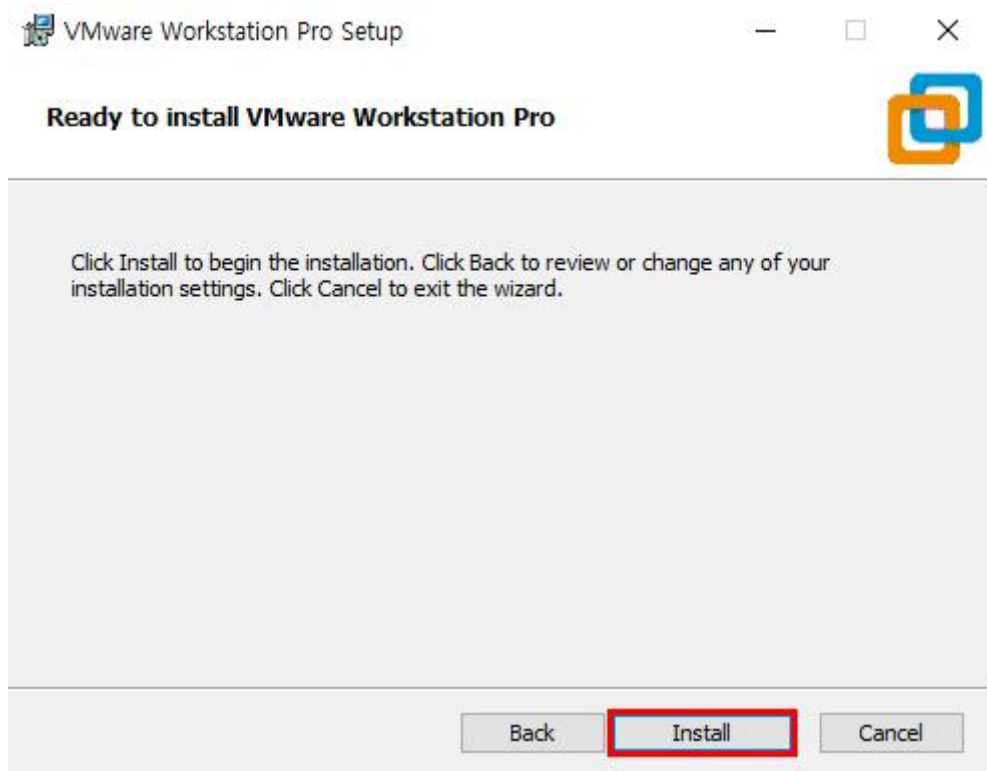 VMware Workstation Pro Setup
Ready to install VMware Workstation Pro
Click Install to begin the installation. Click Back to review or change any of your
installation settings. Click Cancel to exit the wizard.
Back Install Cancel